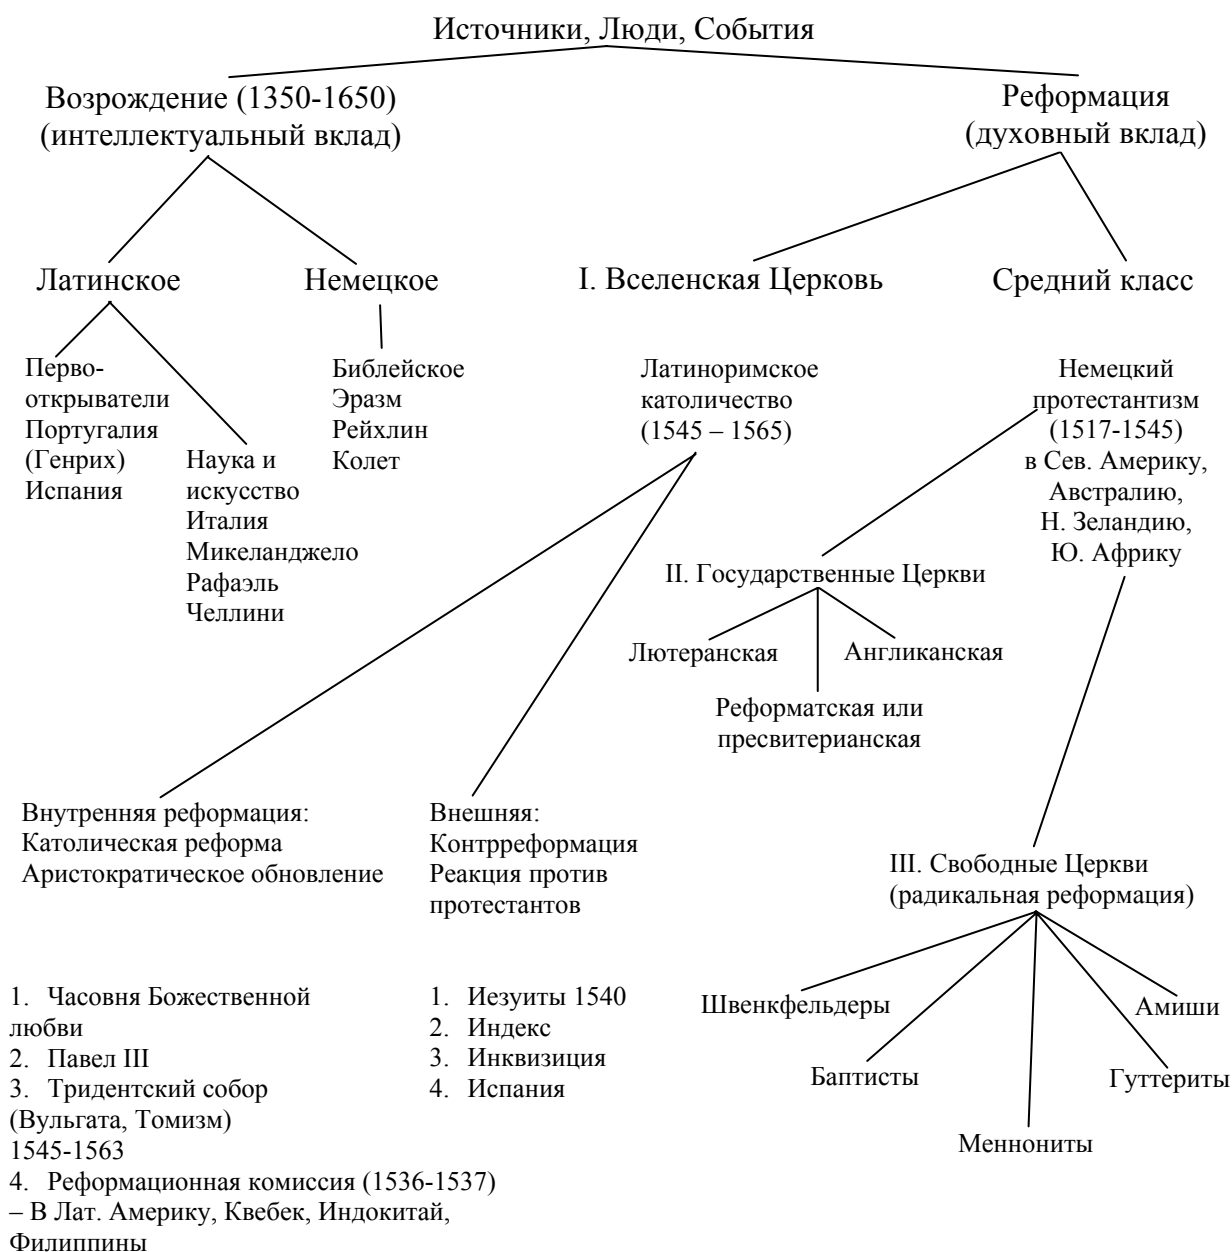 Источники, Люди, События
Возрождение (1350-1650)
(интеллектуальный вклад)
Реформация
(духовный вклад)
Латинское
Немецкое
I. Вселенская Церковь
Средний класс
Перво-
открыватели
Португалия
(Генрих)
Испания
Наука и
искусство
Италия
Микеланджело
Рафаэль
Челлини
Библейское
Эразм
Рейхлин
Колет
Латиноримское
католичество
(1545 – 1565)
Немецкий
протестантизм
(1517-1545)
в Сев. Америку,
Австралию,
Н. Зеландию,
Ю. Африку
II. Государственные Церкви
Лютеранская
Англиканская
Реформатская или
пресвитерианская
Внутренняя реформация:
Католическая реформа
Аристократическое обновление
Внешняя:
Контрреформация
Реакция против
протестантов
III. Свободные Церкви
(радикальная реформация)
1. Часовня Божественной
любви
2. Павел III
3. Тридентский собор
(Вульгата, Томизм)
1545-1563
4. Реформационная комиссия (1536-1537)
– В Лат. Америку, Квебек, Индокитай,
Филиппины
1. Иезуиты 1540
2. Индекс
3. Инквизиция
4. Испания
Швенкфельдеры
Амиши
Баптисты
Гуттериты
Меннониты